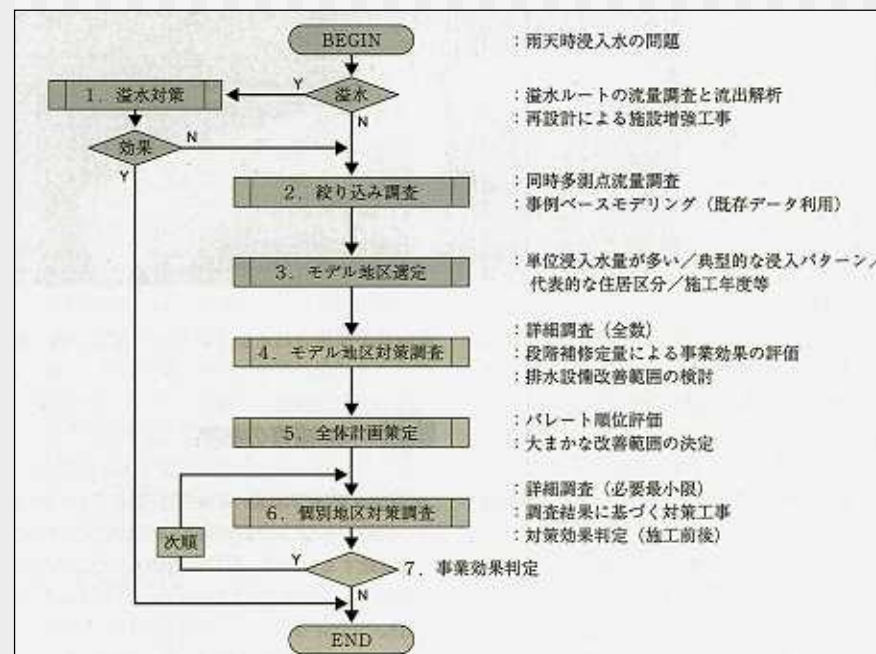 BEGIN
：雨天時浸入水の問題
1．溢水対策
Y
溢水
：溢水ルートの流量調査と流出解析
：再設計による施設増強工事
N
効果
N
Y
2．絞り込み調査
：同時多測点流量調査
：事例ベースモデリング（既存データ利用）
3．モデル地区選定
：単位浸入水量が多い／典型的な浸入パターン／
代表的な住居区分／施工年度等
4．モデル地区対策調査
：詳細調査（全数）
：段階補修定量による事業効果の評価
：排水設備改善範囲の検討
5．全体計画策定
：パレート順位評価
：大まかな改善範囲の決定
6．個別地区対策調査
：詳細調査（必要最小限）
：調査結果に基づく対策工事
：対策効果判定（施工前後）
次順
Y
7．事業効果判定
N
END